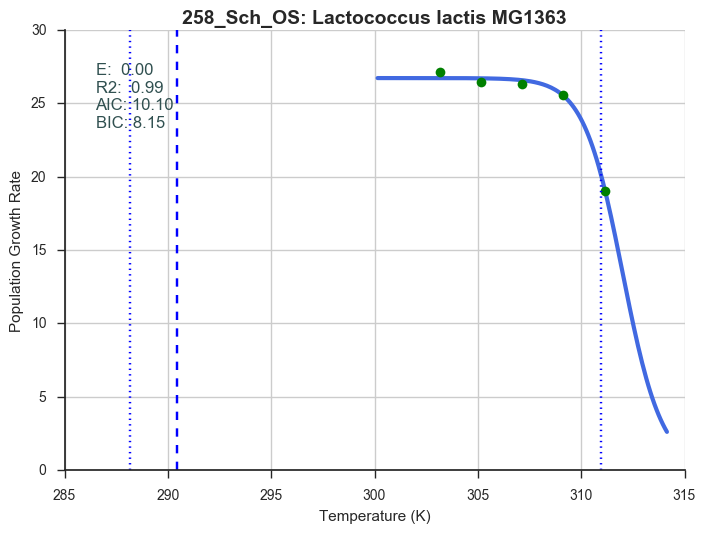 258_Sch_OS: Lactococcus lactis MG1363
30
25
20
15
10
5
0
E: 0.00
R2: 0.99
AIC: 10.10
BIC: 8.15
Population Growth Rate
285 290 295 300 305 310 315
Temperature (K)